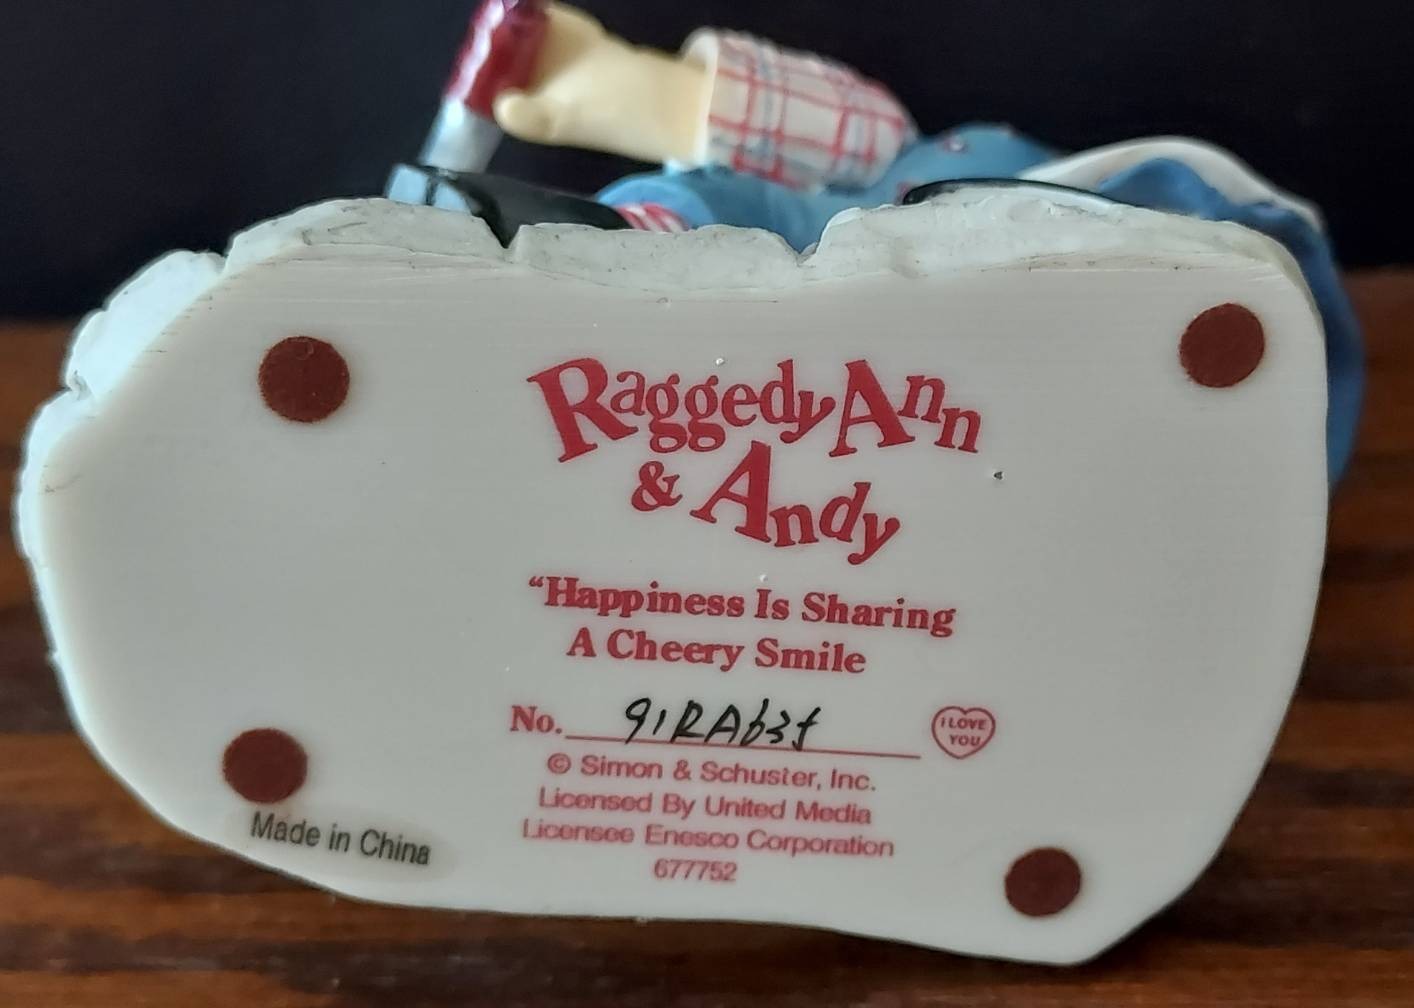 Raggedy Ann
& Andy
“Happiness Is Sharing
A Cheery Smile
No. 91RA63f
I LOVE
YOU
© Simon & Schuster, Inc.
Licensed By United Media
Licensee Enesco Corporation
677752
Made in China